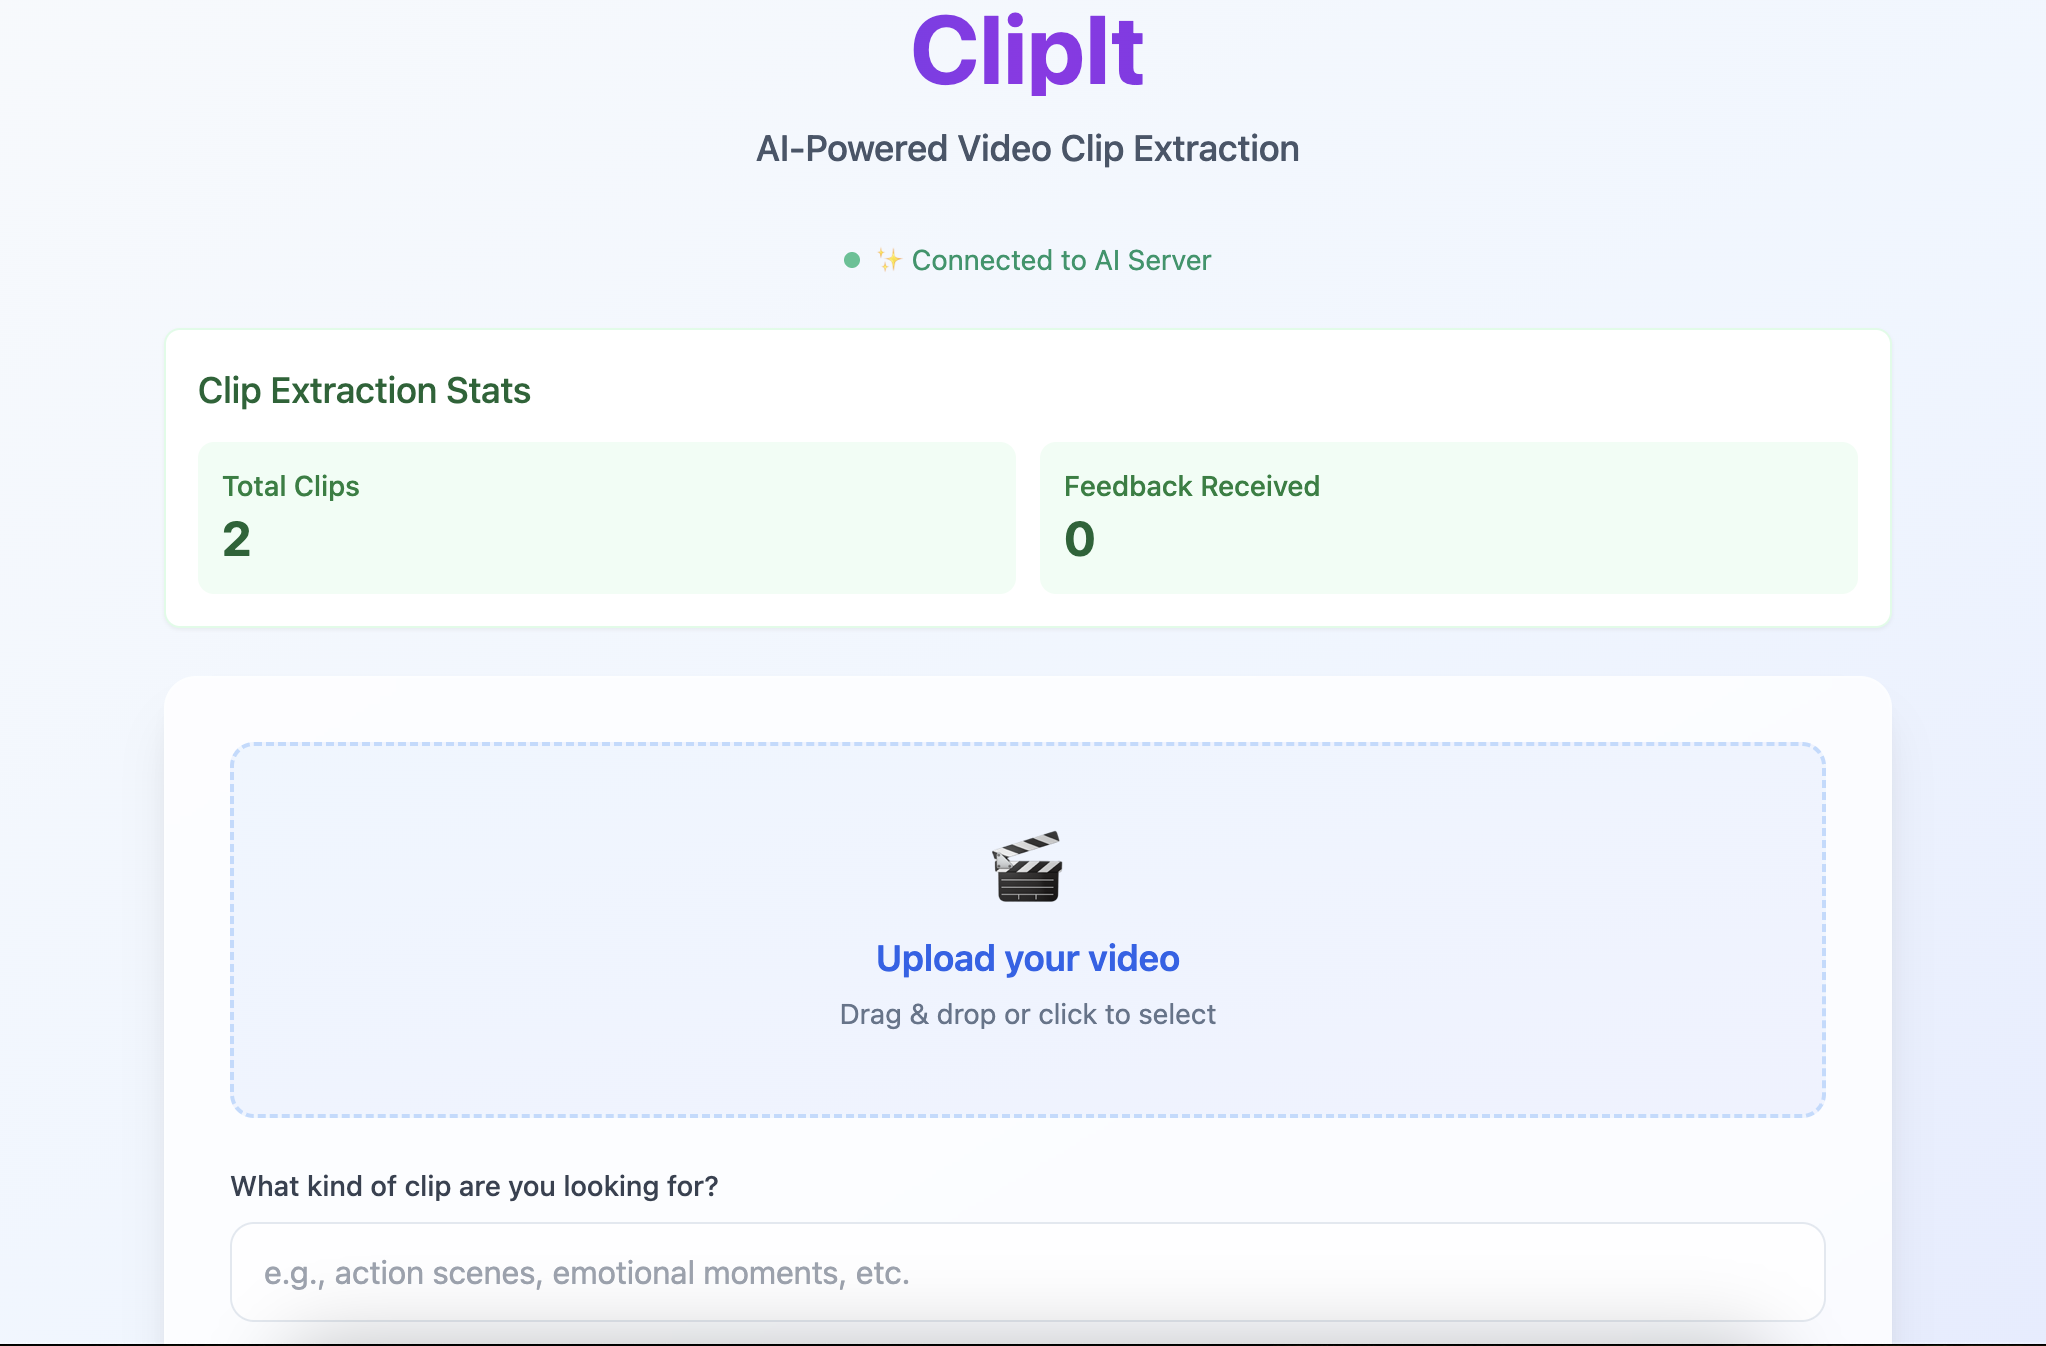 ClipIt
AI-Powered Video Clip Extraction
✨ Connected to AI Server
Clip Extraction Stats
Total Clips
2
Feedback Received
0
Upload your video
Drag & drop or click to select
What kind of clip are you looking for?
e.g., action scenes, emotional moments, etc.